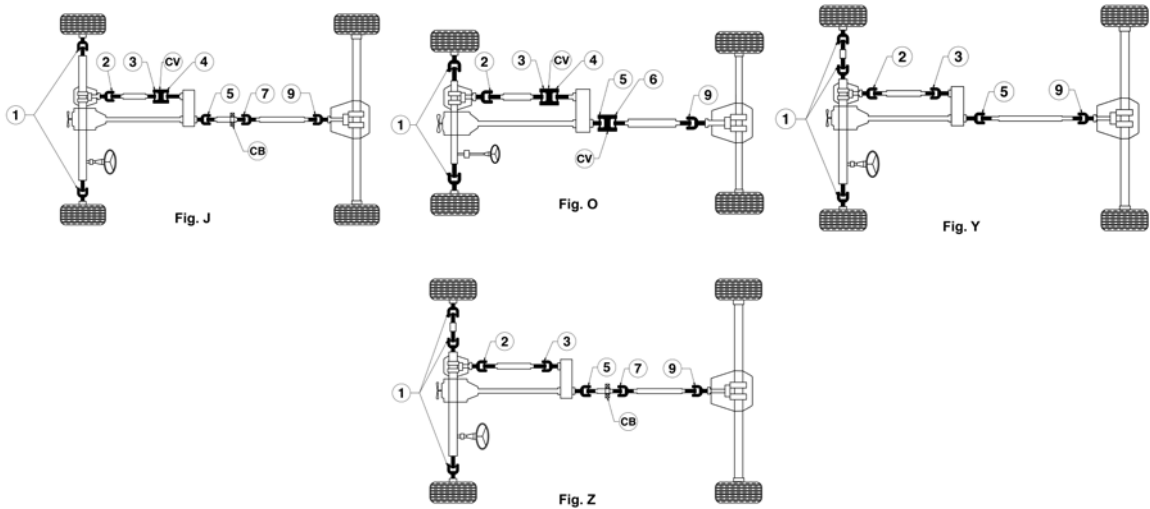 2 3 CV 4 5 7 9
1
CB
Fig. J
2 3 CV 4 5 6 9
1
CV
Fig. O
2 3 5 9
1
Fig. Y
2 3 5 7 9
1
CB
Fig. Z